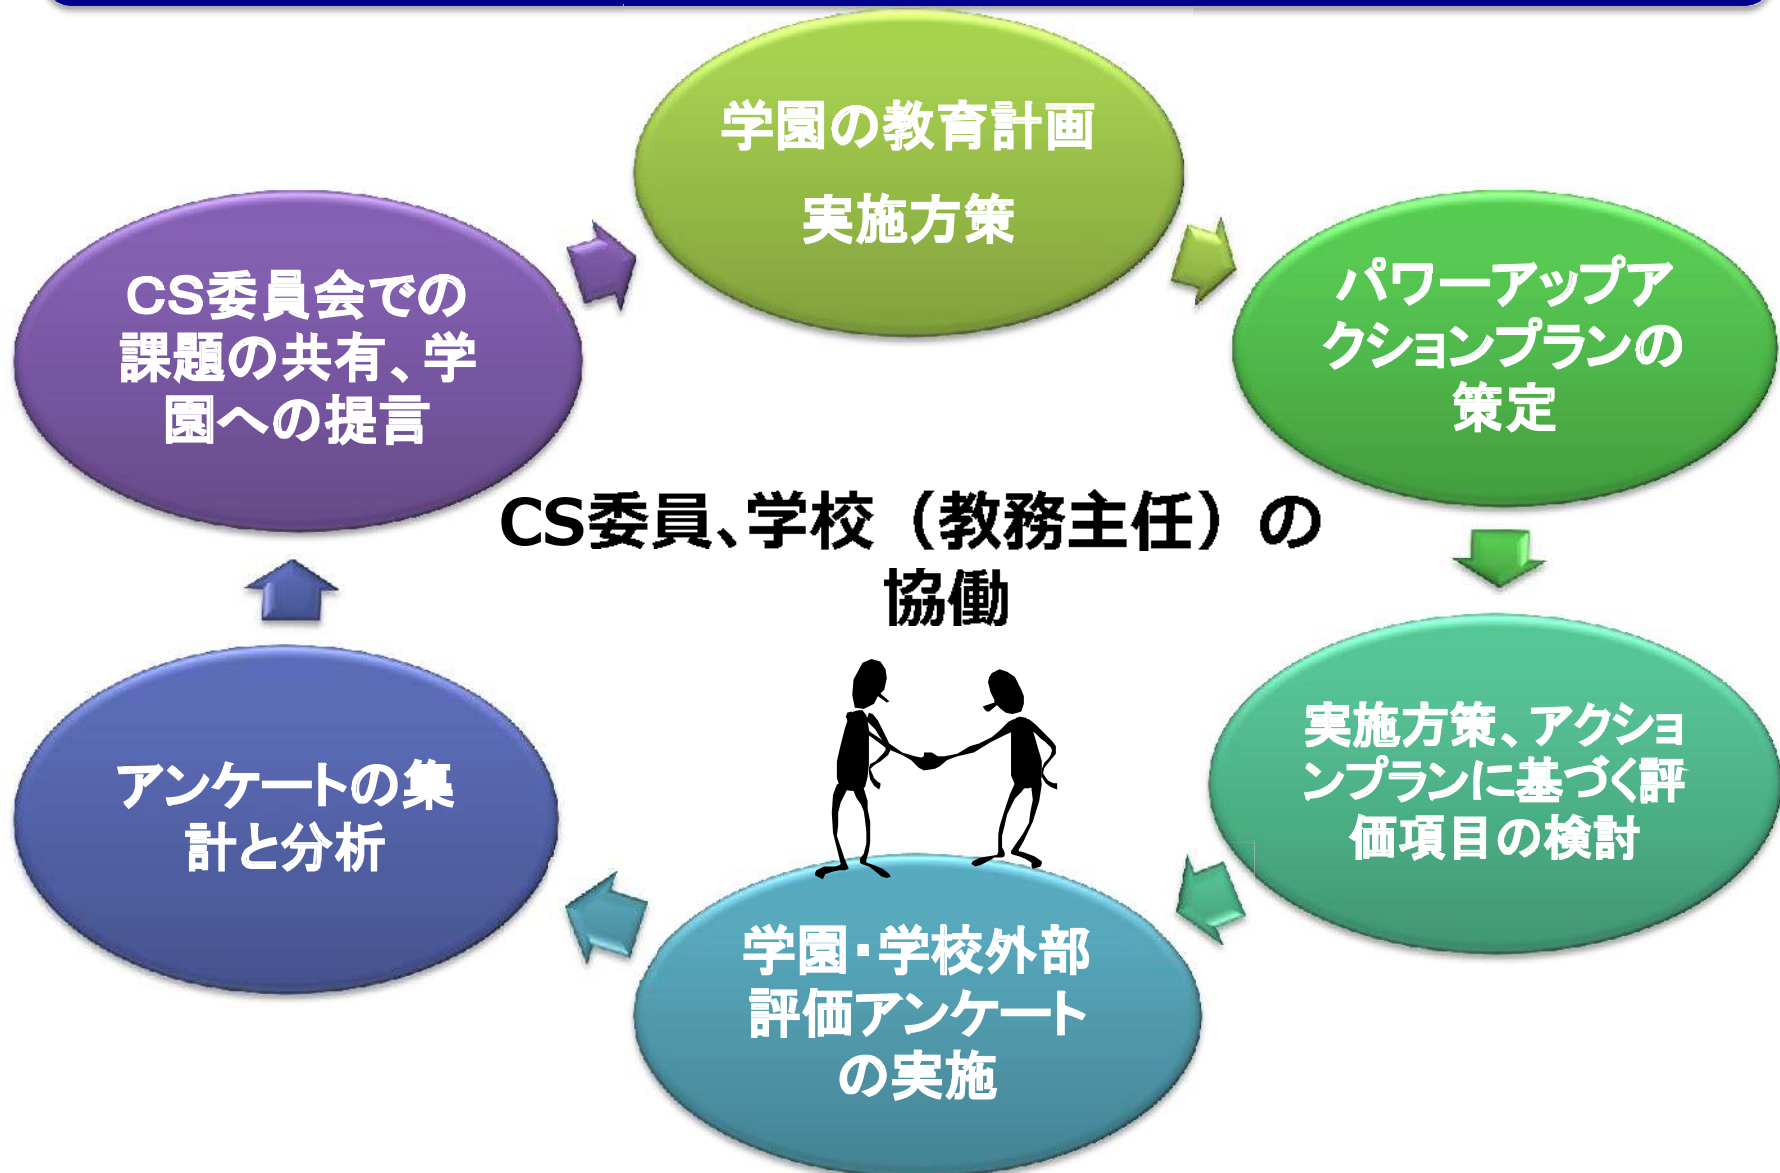 学園の教育計画
実施方策
パワーアップア
クションプランの
策定
実施方策、アクショ
ンプランに基づく評
価項目の検討
学園・学校外部
評価アンケート
の実施
アンケートの集
計と分析
CS委員会での
課題の共有、学
園への提言
CS委員、学校（教務主任）の
協働